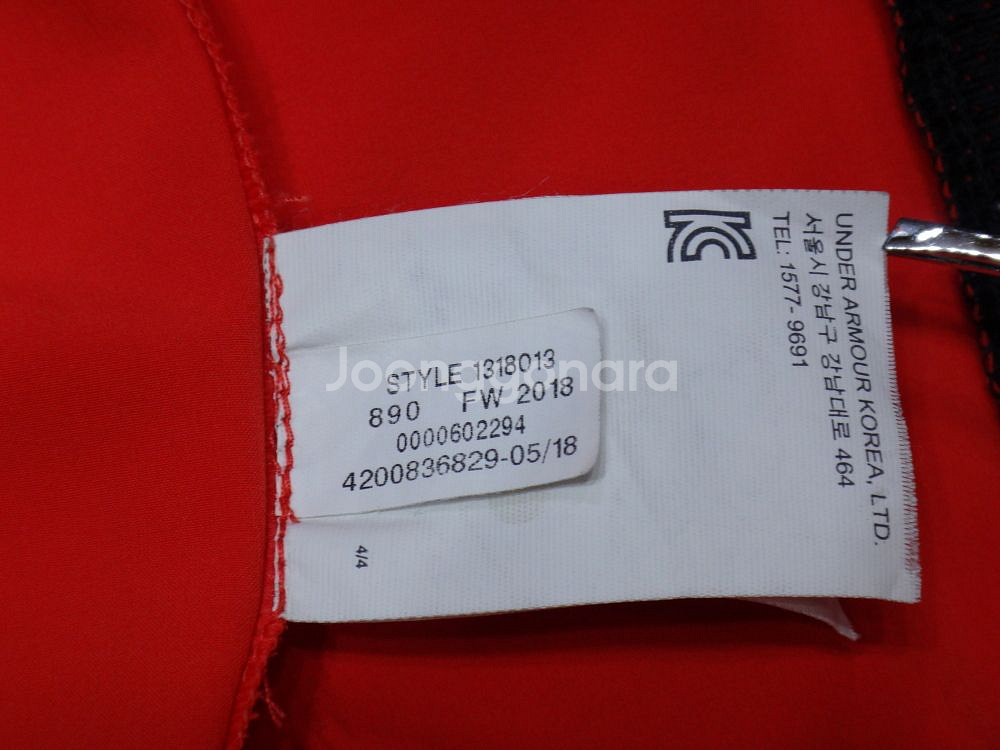 UNDER ARMOUR KOREA, LTD.
서울시 강남구 강남대로 464
TEL: 1577-9691
STYLE 1318013
890 FW 2018
0000602294
4200836829-05/18
4/4
Joonggonara